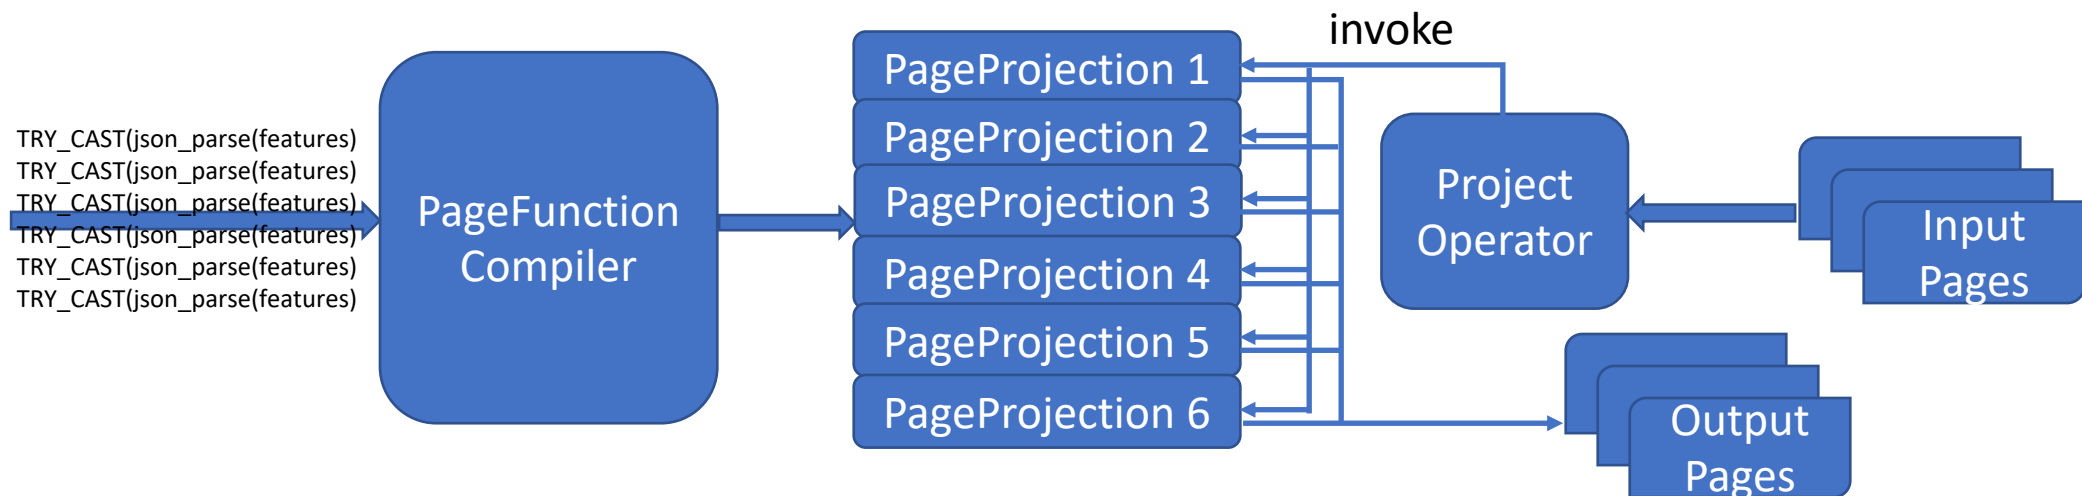 TRY_CAST(json_parse(features)
TRY_CAST(json_parse(features)
TRY_CAST(json_parse(features)
TRY_CAST(json_parse(features)
TRY_CAST(json_parse(features)
TRY_CAST(json_parse(features)
PageFunction
Compiler
PageProjection 1
PageProjection 2
PageProjection 3
PageProjection 4
PageProjection 5
PageProjection 6
invoke
Project
Operator
Input
Pages
Output
Pages